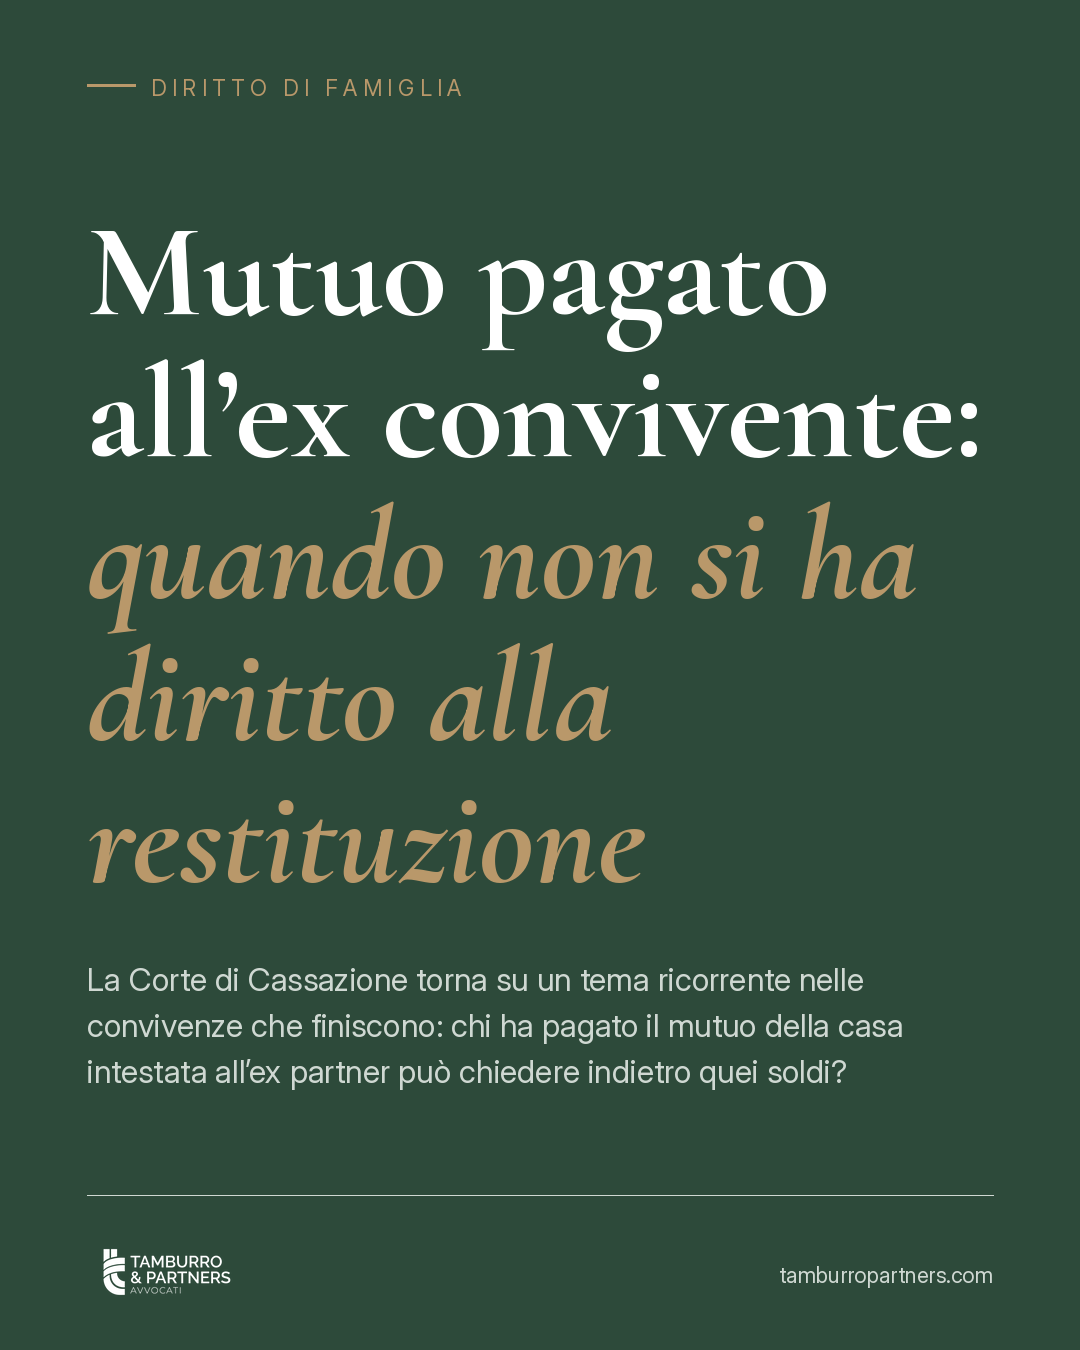 DIRITTO DI FAMIGLIA
Mutuo pagato
all’ex convivente:
quando non si ha
diritto alla
restituzione
La Corte di Cassazione torna su un tema ricorrente nelle
convivenze che finiscono: chi ha pagato il mutuo della casa
intestata all’ex partner può chiedere indietro quei soldi?
TAMBURRO
& PARTNERS
AVVOCATI
tamburropartners.com